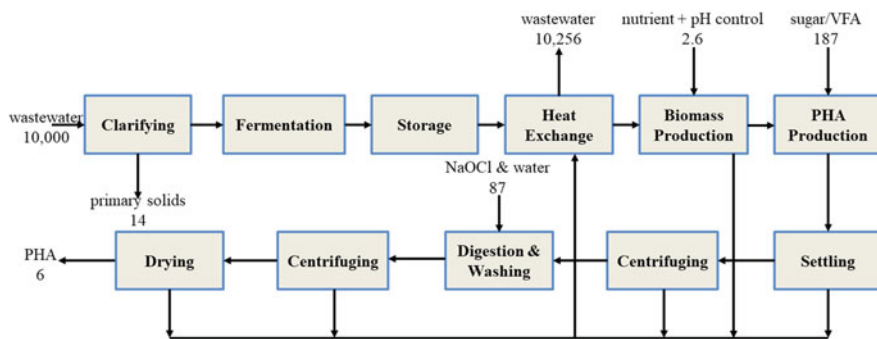 wastewater
10,256
nutrient + pH control
2.6
sugar/VFA
187
wastewater
10,000
Clarifying
Fermentation
Storage
Heat
Exchange
Biomass
Production
PHA
Production
primary solids
14
NaOCl & water
87
PHA
6
Drying
Centrifuging
Digestion &
Washing
Centrifuging
Settling